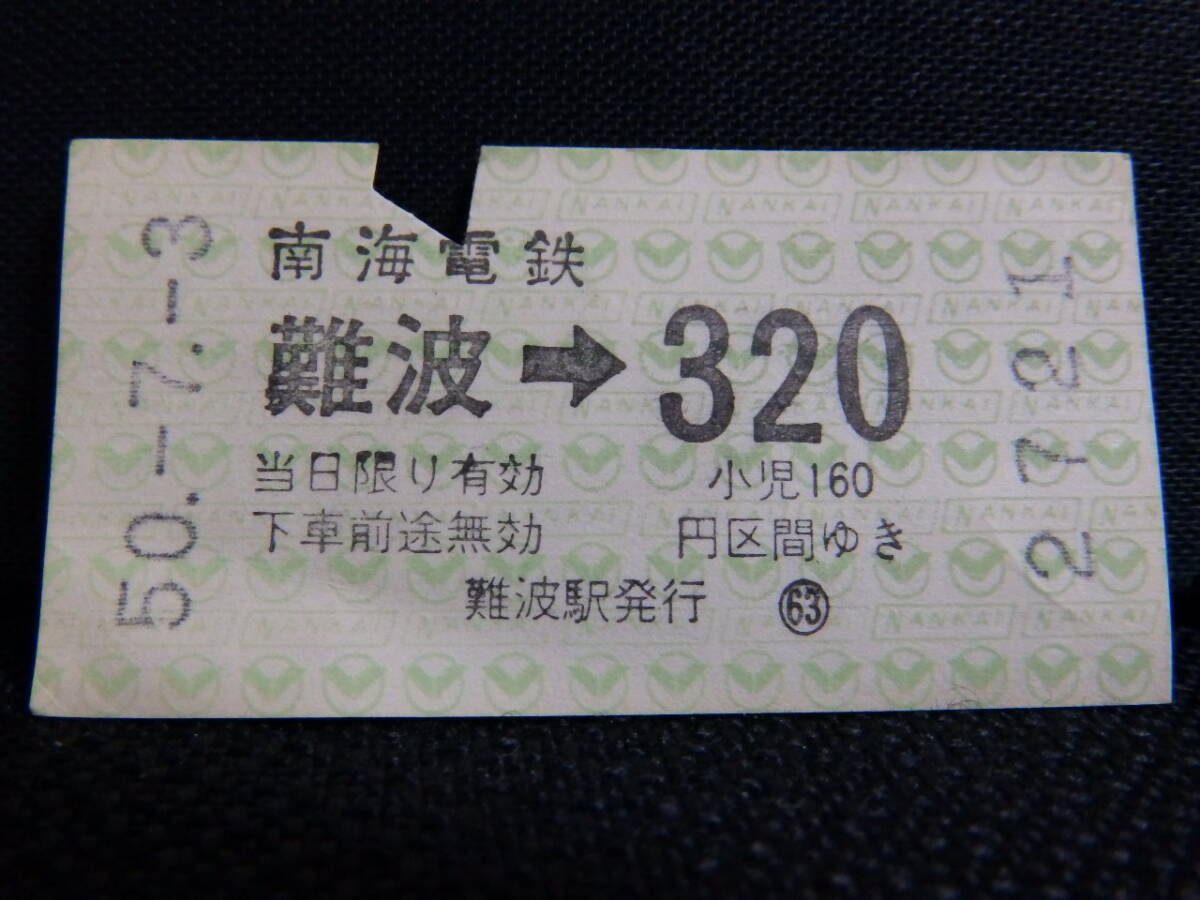 50.-7.-3
南海電鉄
難波➡320
当日限り有効 小児160
下車前途無効 円区間ゆき
難波駅発行 ㊿63
2721
NANKAI